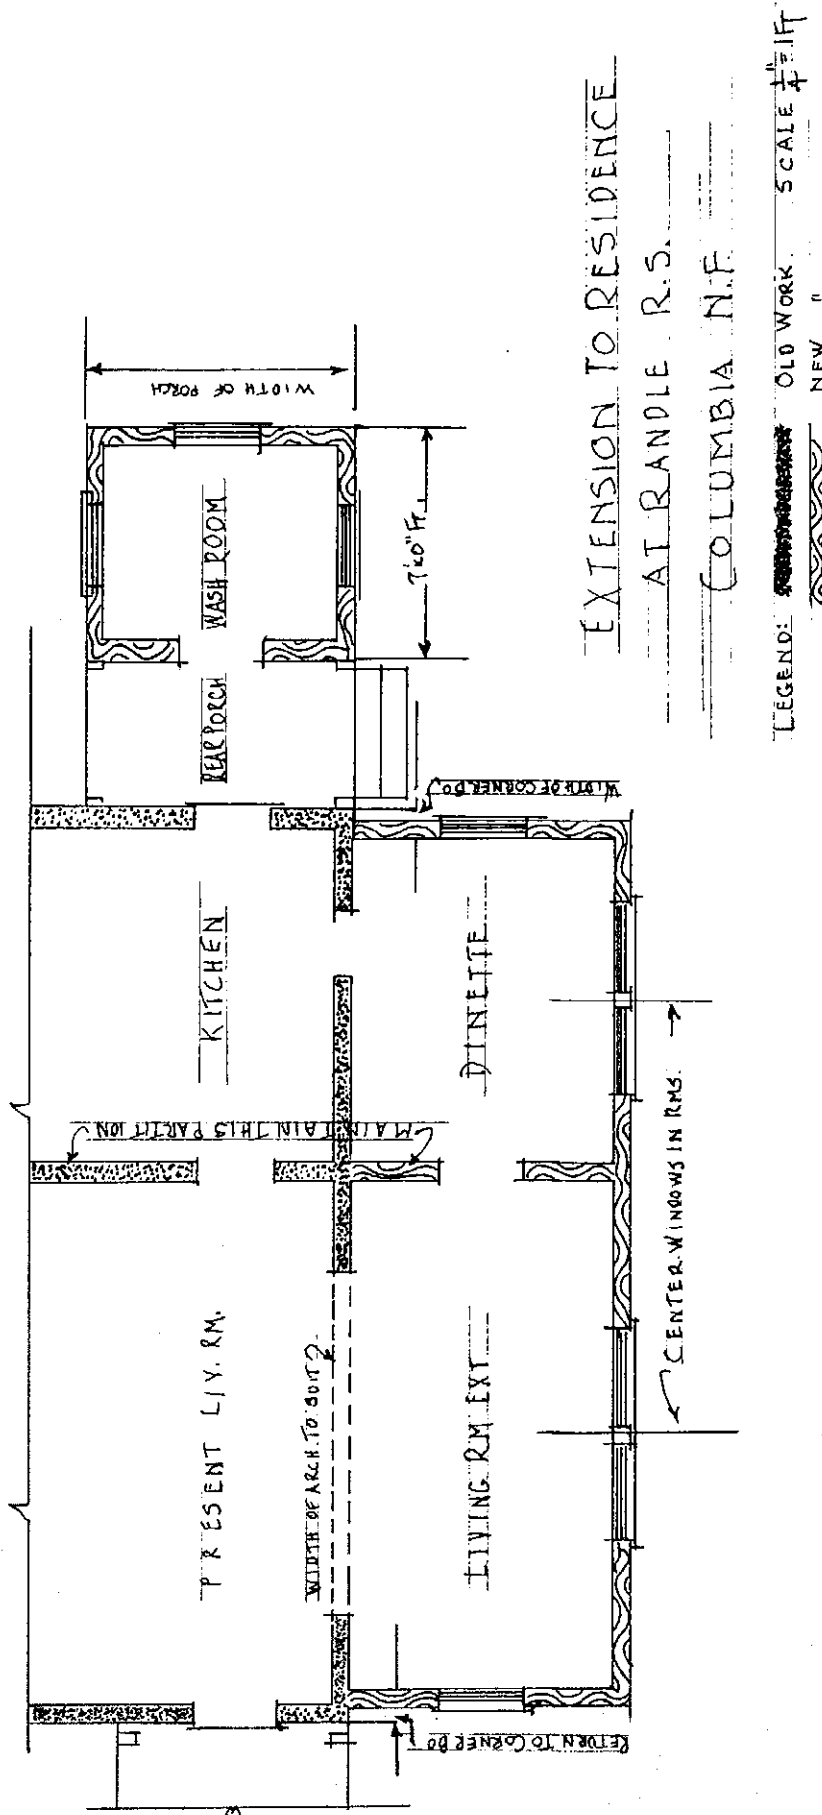 EXTENSION TO RESIDENCE
AT RANDLE R.S.
COLUMBIA N.F.
LEGEND: OLD WORK. SCALE 1/4" = 1FT
NEW "
WIDTH OF PORCH
WASH ROOM
7'x0" FT
REAR PORCH
WIDTH OF CORNER BD
KITCHEN
DINETTE
MAINTAIN THIS PARTITION
CENTER WINDOWS IN RMS.
PRESENT LIV. RM.
WIDTH OF ARCH TO SUIT
LIVING RM EXT
RETURN TO CORNER BD